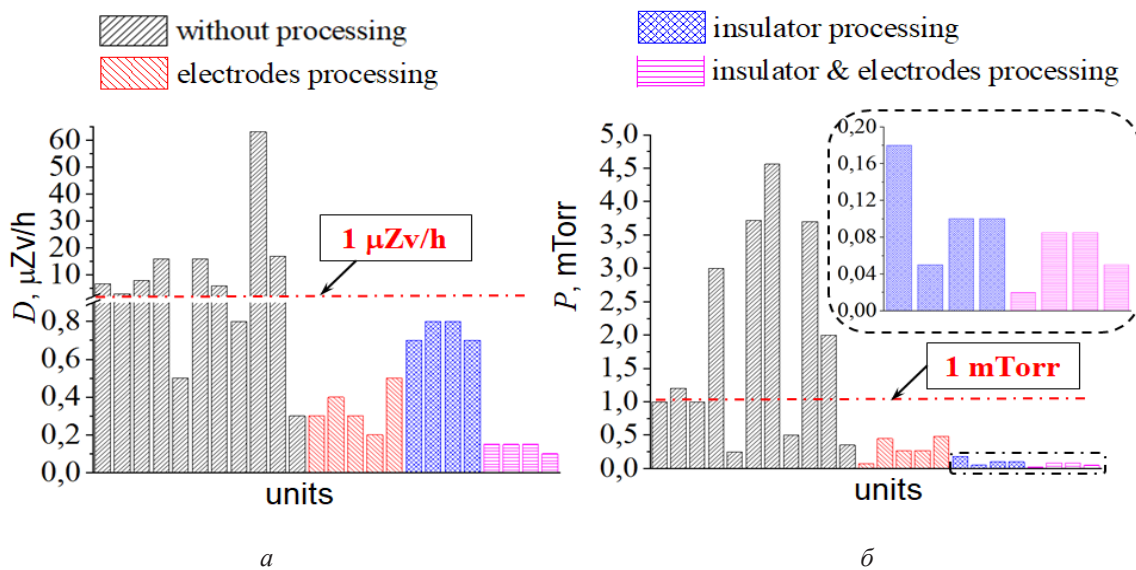 without processing
electrodes processing
insulator processing
insulator & electrodes processing
D, μZv/h
60
50
40
30
20
10
0,8
0,6
0,4
0,2
0,0
1 μZv/h
units
а
P, mTorr
5,0
4,5
4,0
3,5
3,0
2,5
2,0
1,5
1,0
0,5
0,0
0,20
0,16
0,12
0,08
0,04
0,00
1 mTorr
units
б